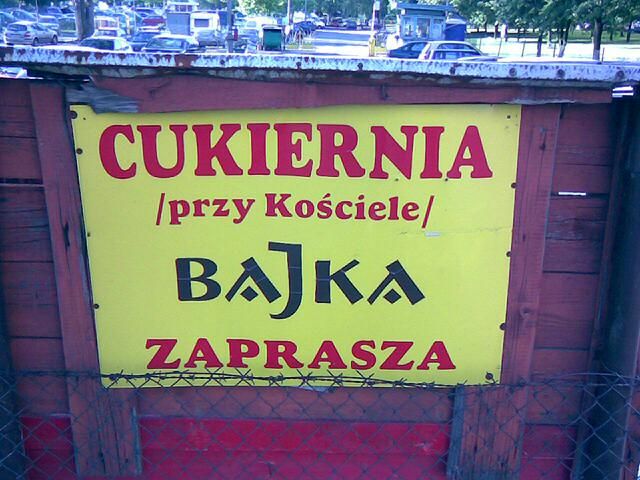 CUKIERNIA
/przy Kościele/
BAJKA
ZAPRASZA